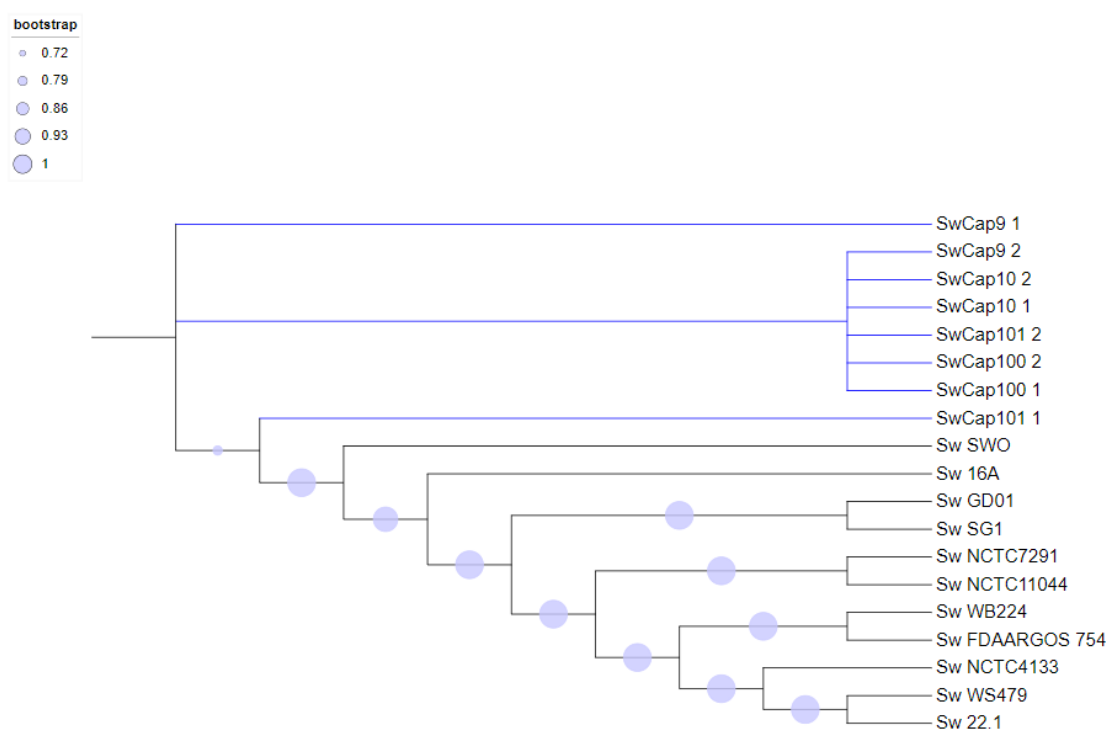 bootstrap
0.72
0.79
0.86
0.93
1
SwCap9 1
SwCap9 2
SwCap10 2
SwCap10 1
SwCap101 2
SwCap100 2
SwCap100 1
SwCap101 1
Sw SWO
Sw 16A
Sw GD01
Sw SG1
Sw NCTC7291
Sw NCTC11044
Sw WB224
Sw FDAARGOS 754
Sw NCTC4133
Sw WS479
Sw 22.1